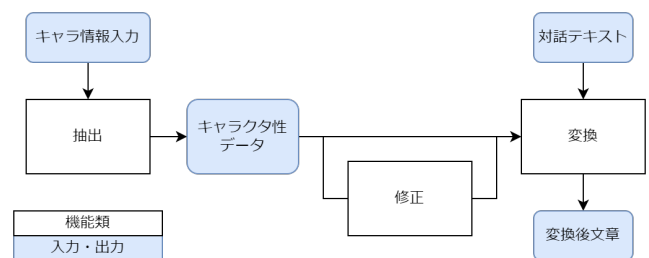 キャラ情報入力
対話テキスト
抽出
キャラクタ性
データ
変換
修正
機能類
入力・出力
変換後文章